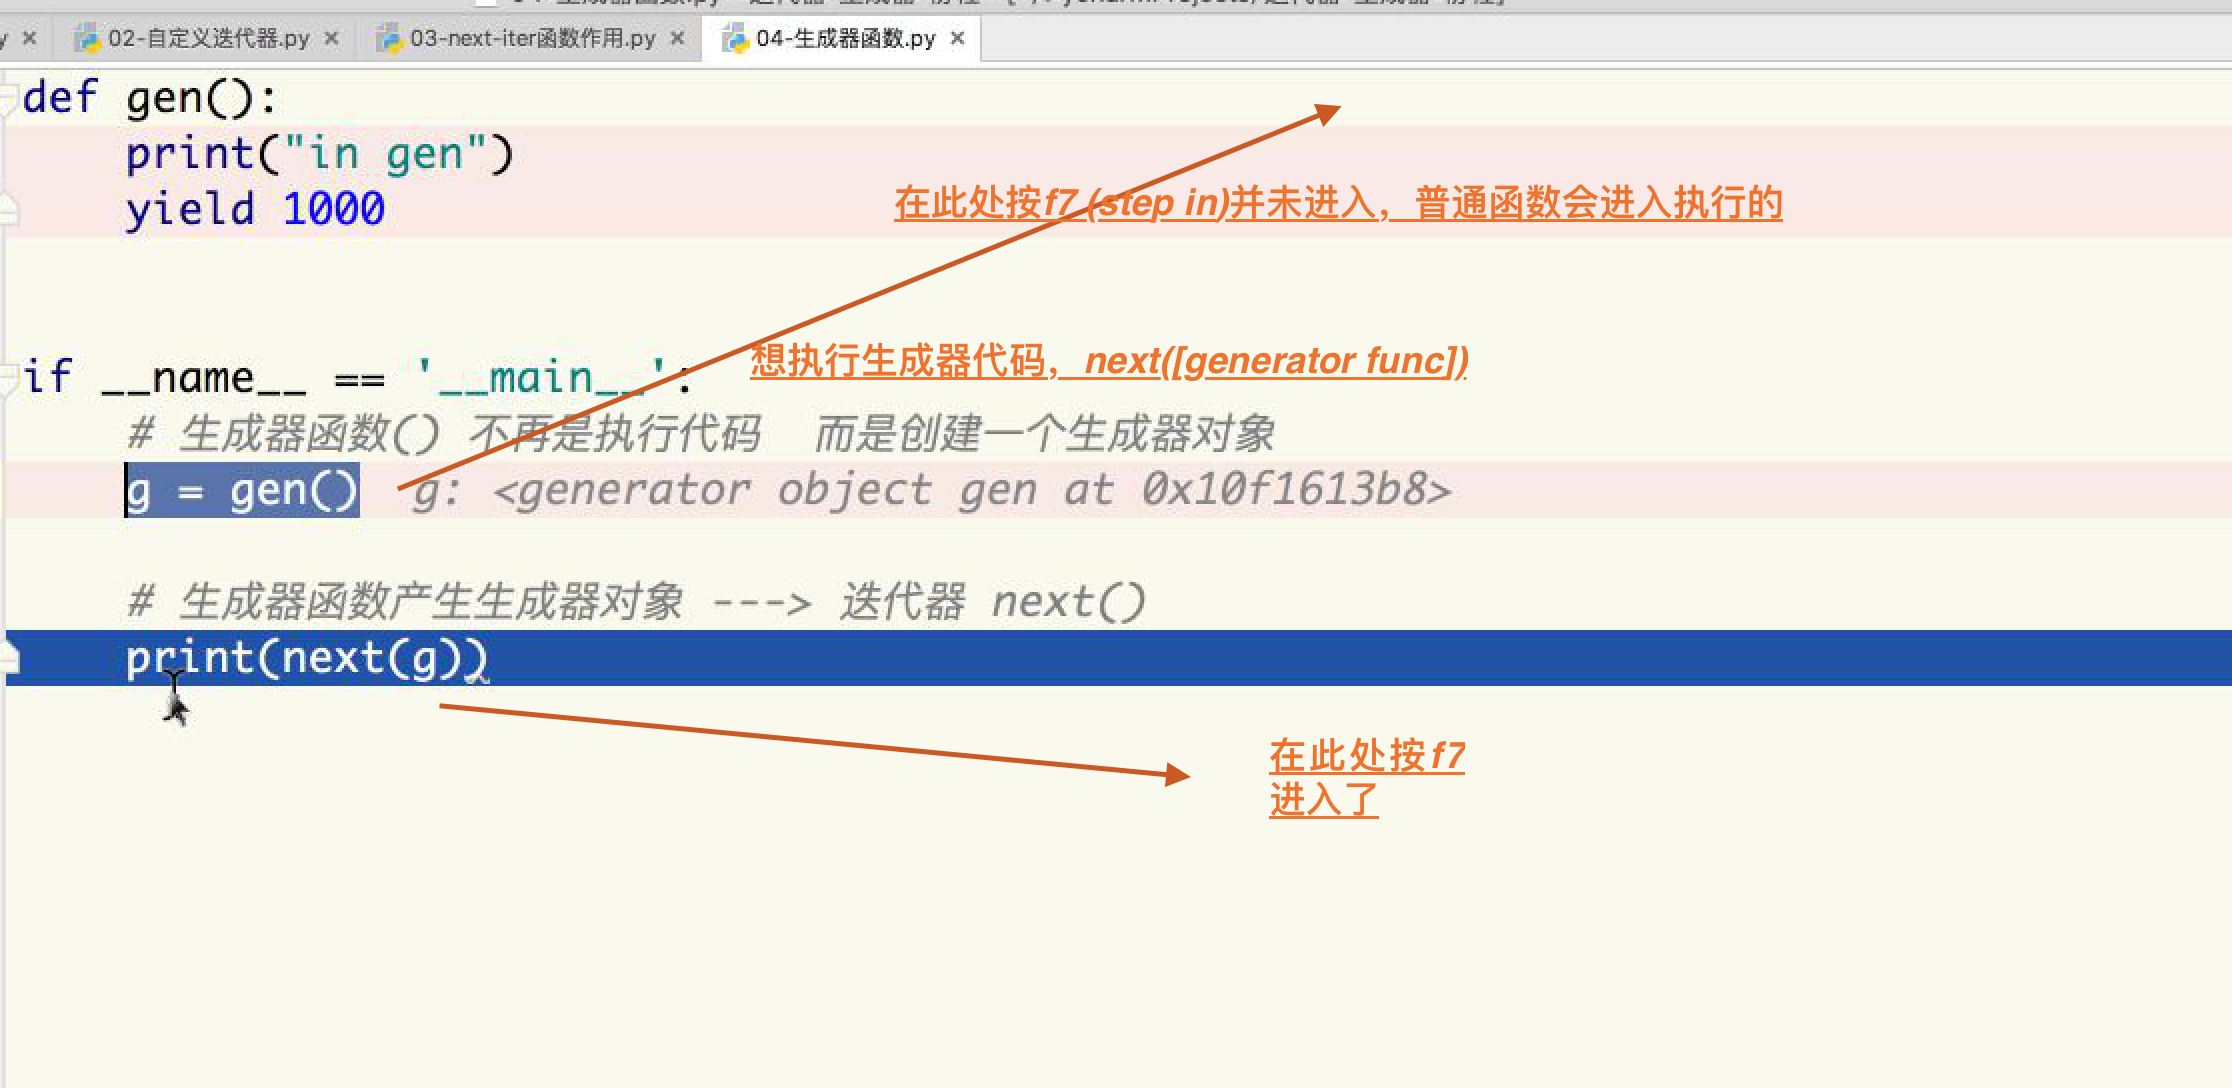 y × 02-自定义迭代器.py × 03-next-iter函数作用.py × 04-生成器函数.py ×
def gen():
print("in gen")
在此处按f7 (step in)并未进入，普通函数会进入执行的
yield 1000
想执行生成器代码，next([generator func])
if __name__ == '__main__':
# 生成器函数() 不再是执行代码 而是创建一个生成器对象
g = gen() g: <generator object gen at 0x10f1613b8>
# 生成器函数产生生成器对象 ---> 迭代器 next()
print(next(g))
在此处按f7
进入了